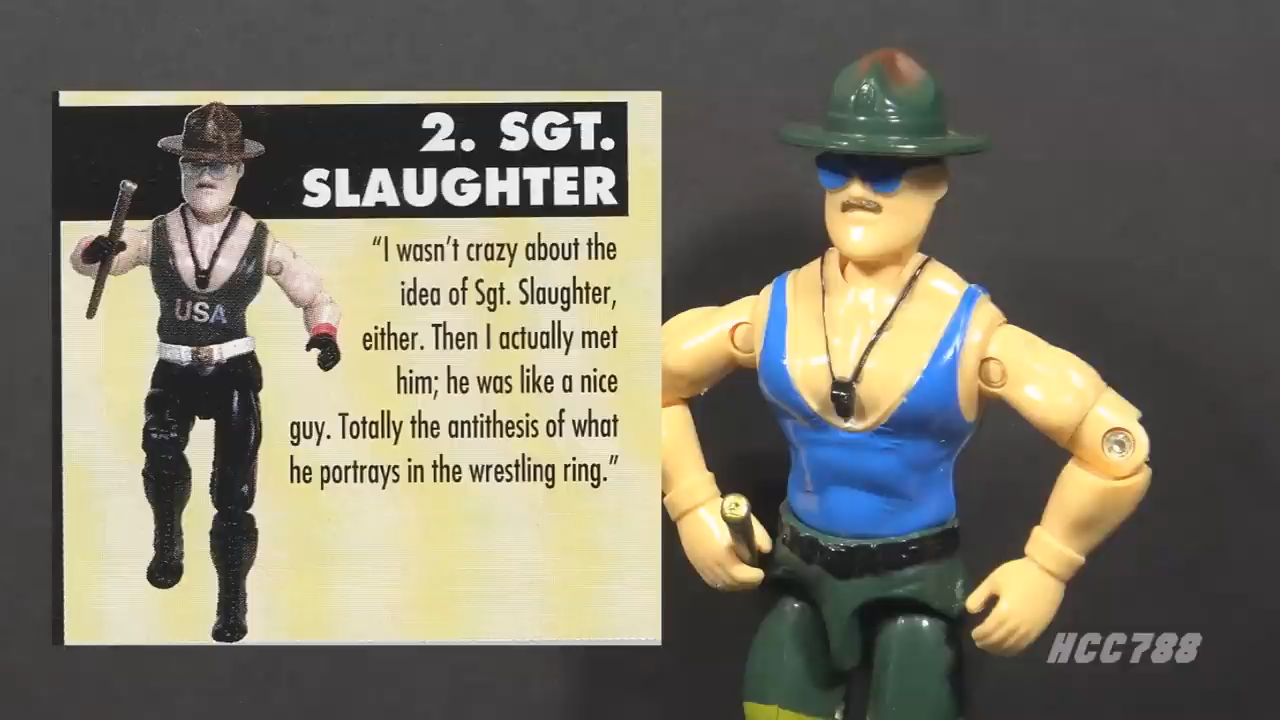 2. SGT.
SLAUGHTER
"I wasn't crazy about the
idea of Sgt. Slaughter,
either. Then I actually met
him; he was like a nice
guy. Totally the antithesis of what
he portrays in the wrestling ring."
USA
HCC788